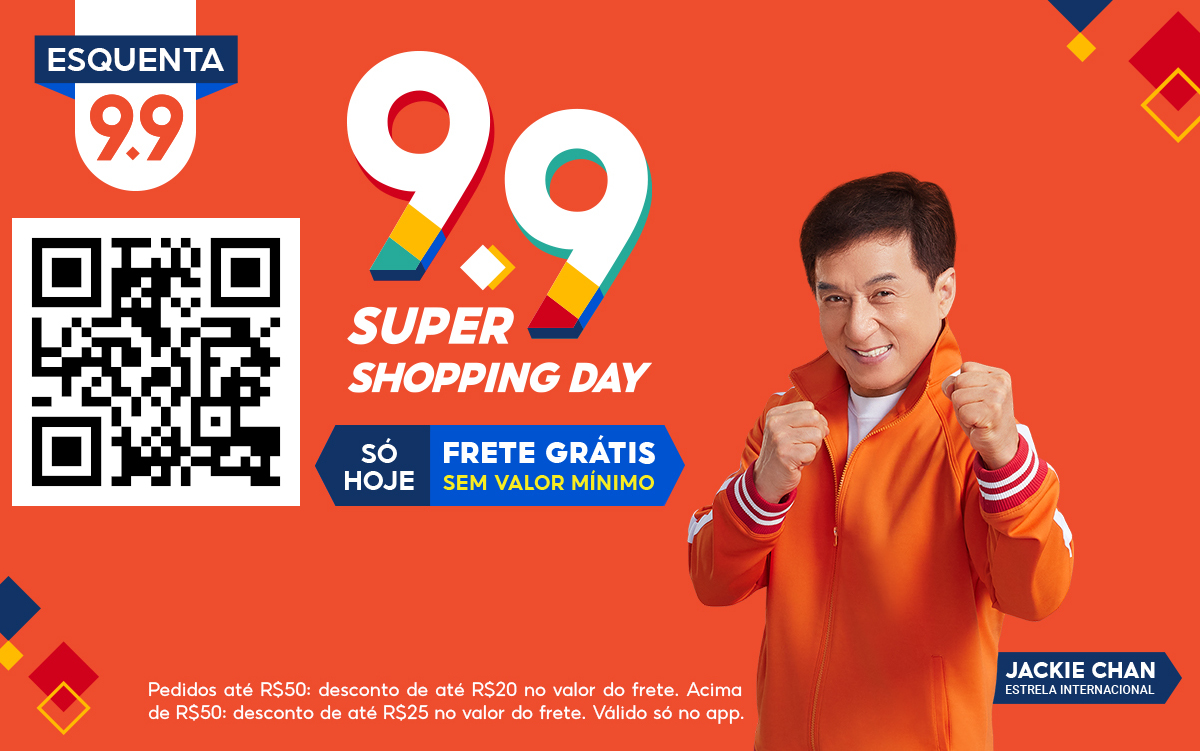 ESQUENTA
9.9
9.9
SUPER
SHOPPING DAY
SÓ
HOJE
FRETE GRÁTIS
SEM VALOR MÍNIMO
JACKIE CHAN
ESTRELA INTERNACIONAL
Pedidos até R$50: desconto de até R$20 no valor do frete. Acima
de R$50: desconto de até R$25 no valor do frete. Válido só no app.